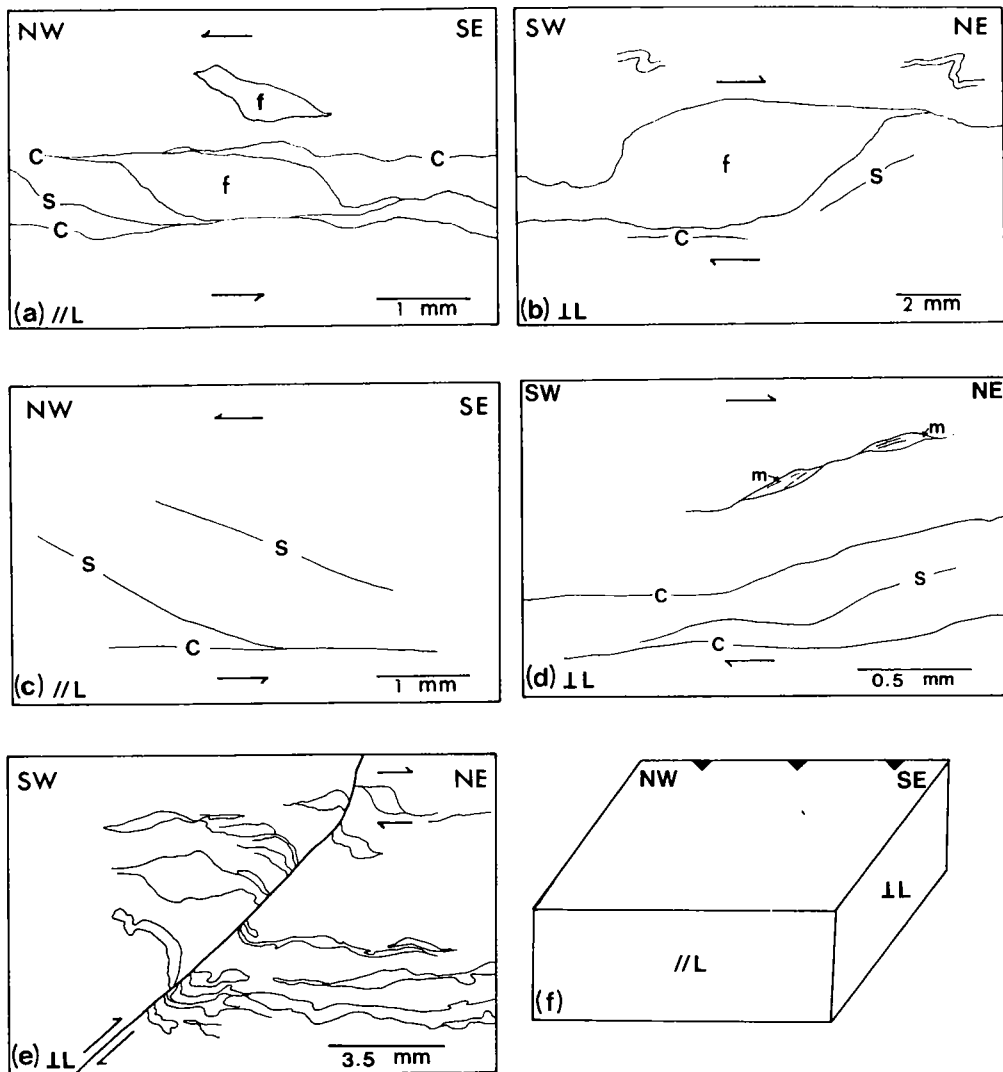 NW SE
f
C C
f
S
C
(a) //L 1 mm
SW NE
f
S
C
(b) ⊥L 2 mm
NW SE
S
S
C
(c) //L 1 mm
SW NE
m
m
S
C
C
(d) ⊥L 0.5 mm
SW NE
(e) ⊥L 3.5 mm
NW SE
⊥L
//L
(f)